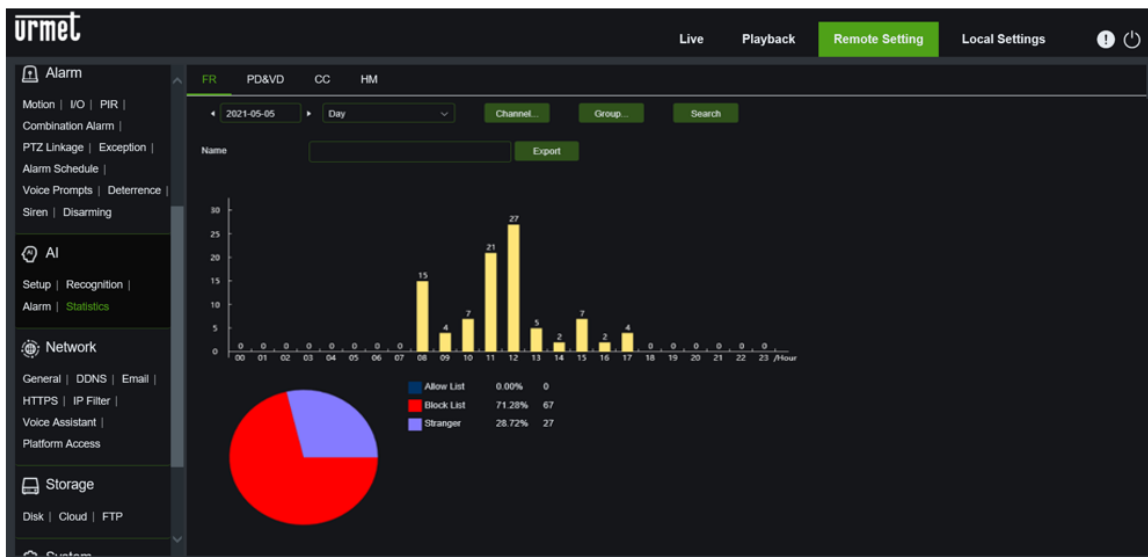 urmet
Live Playback Remote Setting Local Settings
Alarm
Motion | I/O | PIR |
Combination Alarm |
PTZ Linkage | Exception |
Alarm Schedule |
Voice Prompts | Deterrence |
Siren | Disarming
AI
Setup | Recognition |
Alarm | Statistics
Network
General | DDNS | Email |
HTTPS | IP Filter |
Voice Assistant |
Platform Access
Storage
Disk | Cloud | FTP
System
FR PD&VD CC HM
2021-05-05 Day Channel... Group... Search
Name Export
30
25
20
15
10
5
0
0 0 0 0 0 0 0 0 15 4 7 21 27 5 2 7 2 4 0 0 0 0 0 0
00 01 02 03 04 05 06 07 08 09 10 11 12 13 14 15 16 17 18 19 20 21 22 23 /Hour
Allow List 0.00% 0
Block List 71.28% 67
Stranger 28.72% 27